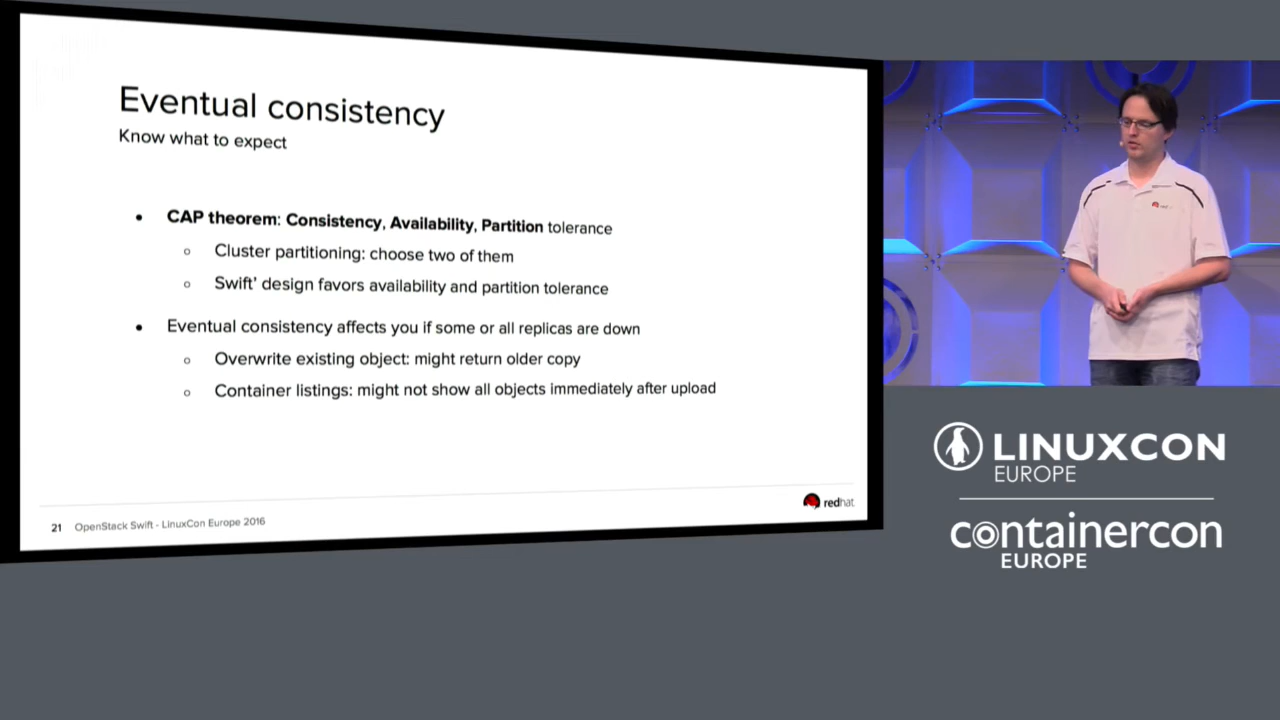 Eventual consistency
Know what to expect
CAP theorem: Consistency, Availability, Partition tolerance
Cluster partitioning: choose two of them
Swift' design favors availability and partition tolerance
Eventual consistency affects you if some or all replicas are down
Overwrite existing object: might return older copy
Container listings: might not show all objects immediately after upload
redhat
21 OpenStack Swift - LinuxCon Europe 2016
LINUXCON
EUROPE
containercon
EUROPE